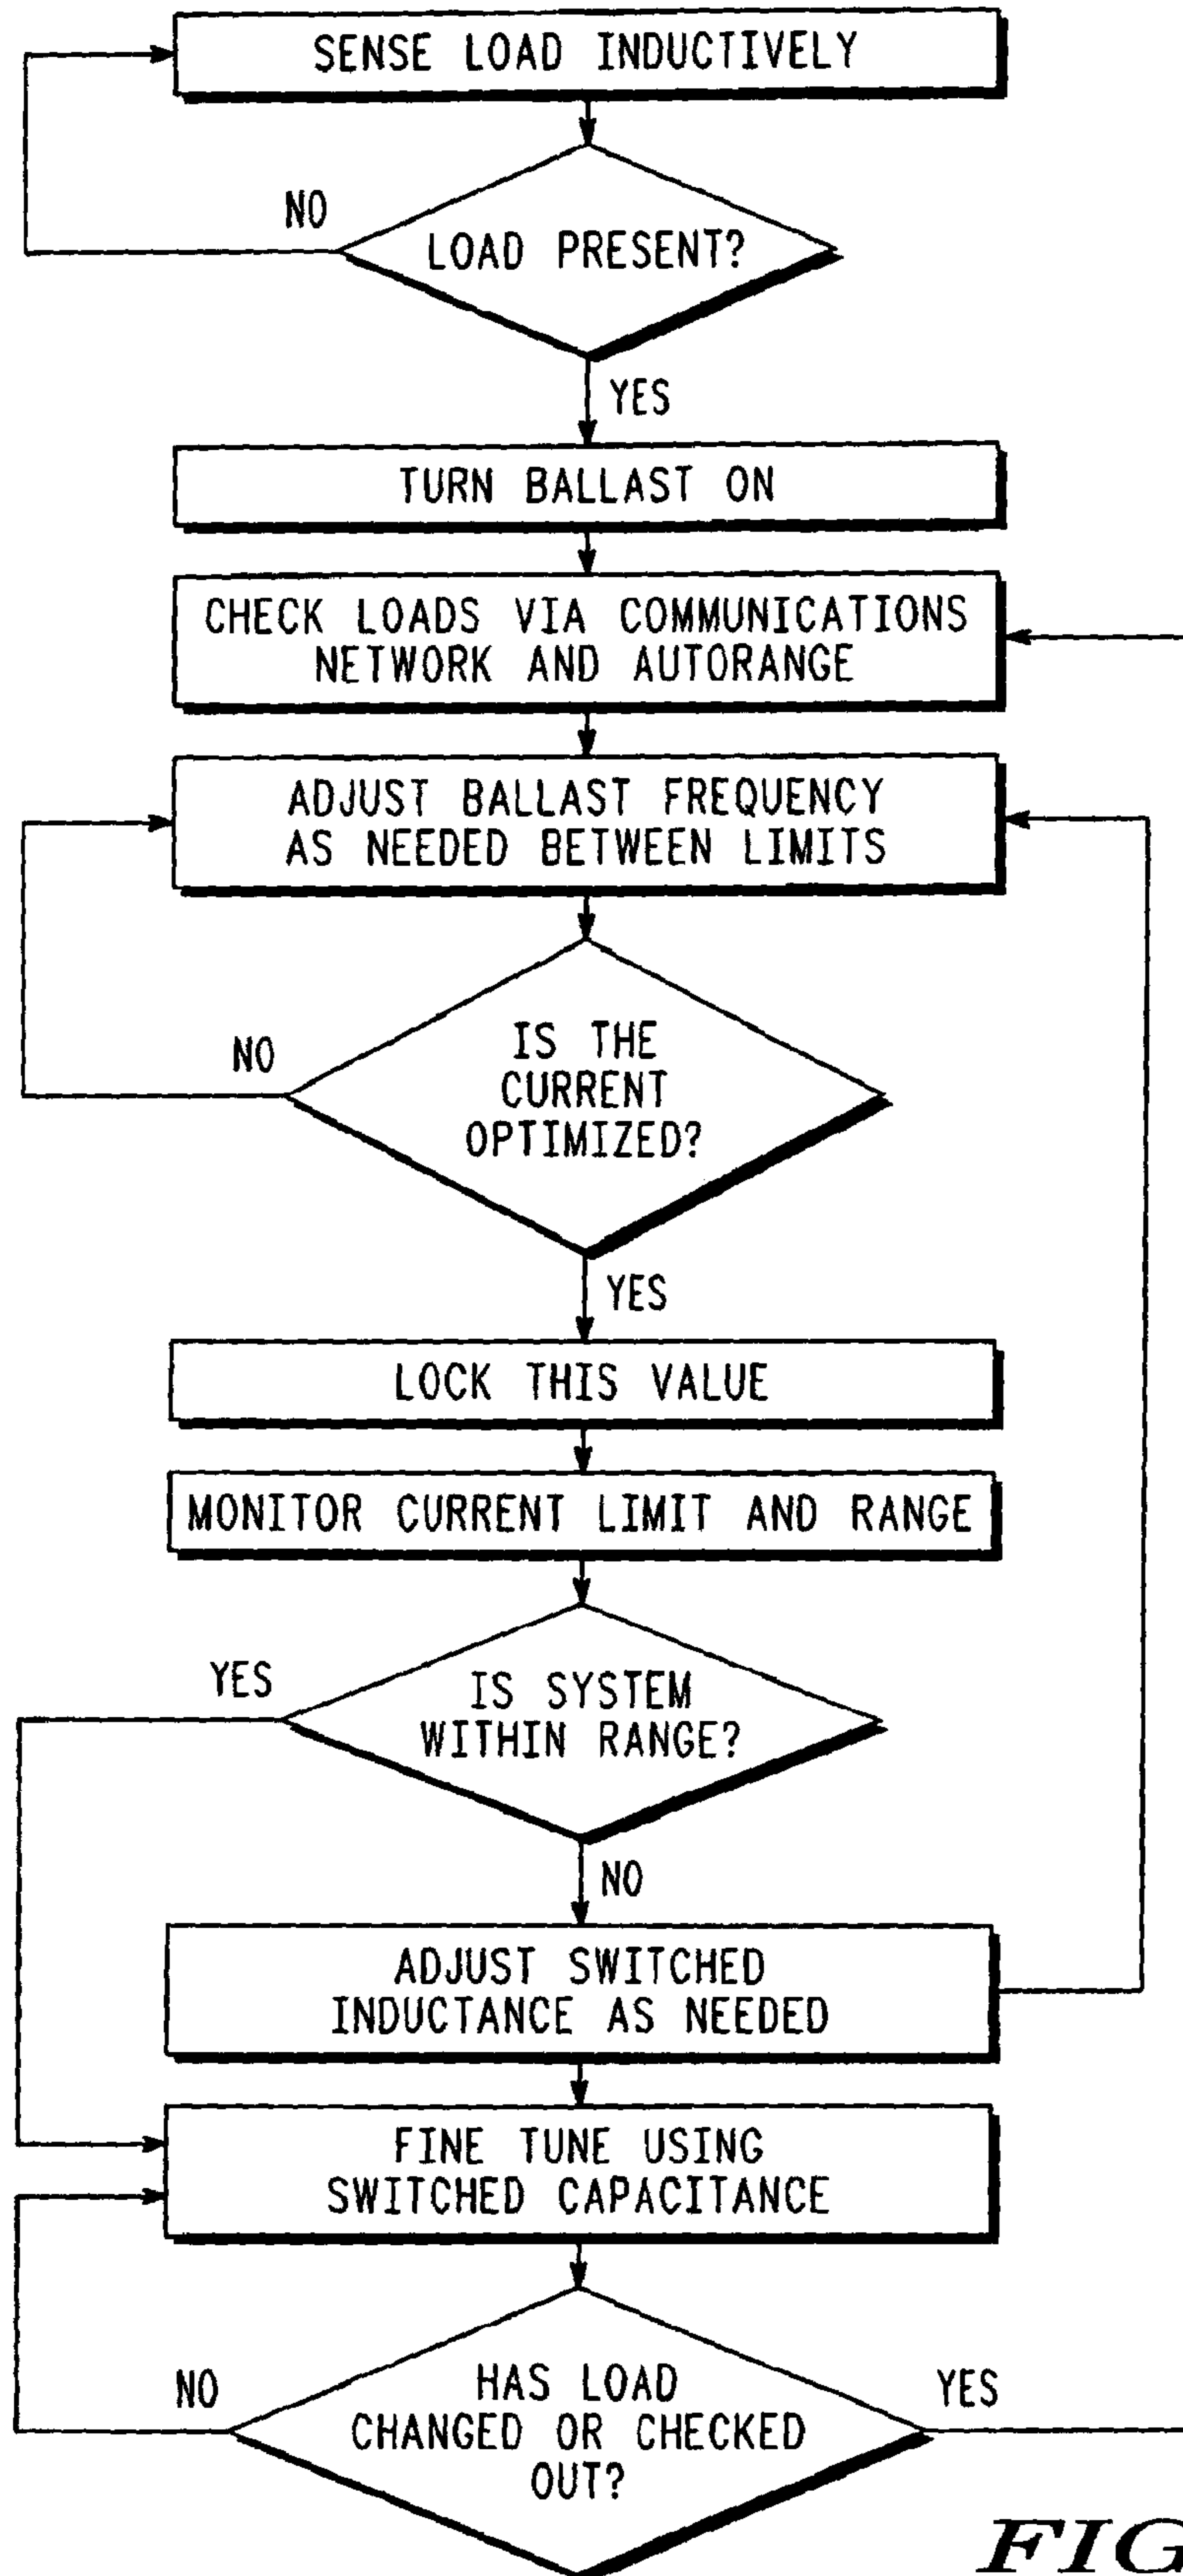 SENSE LOAD INDUCTIVELY
NO
LOAD PRESENT?
YES
TURN BALLAST ON
CHECK LOADS VIA COMMUNICATIONS
NETWORK AND AUTORANGE
ADJUST BALLAST FREQUENCY
AS NEEDED BETWEEN LIMITS
NO
IS THE
CURRENT
OPTIMIZED?
YES
LOCK THIS VALUE
MONITOR CURRENT LIMIT AND RANGE
YES
IS SYSTEM
WITHIN RANGE?
NO
ADJUST SWITCHED
INDUCTANCE AS NEEDED
FINE TUNE USING
SWITCHED CAPACITANCE
NO
HAS LOAD
CHANGED OR CHECKED
OUT?
YES
FIG